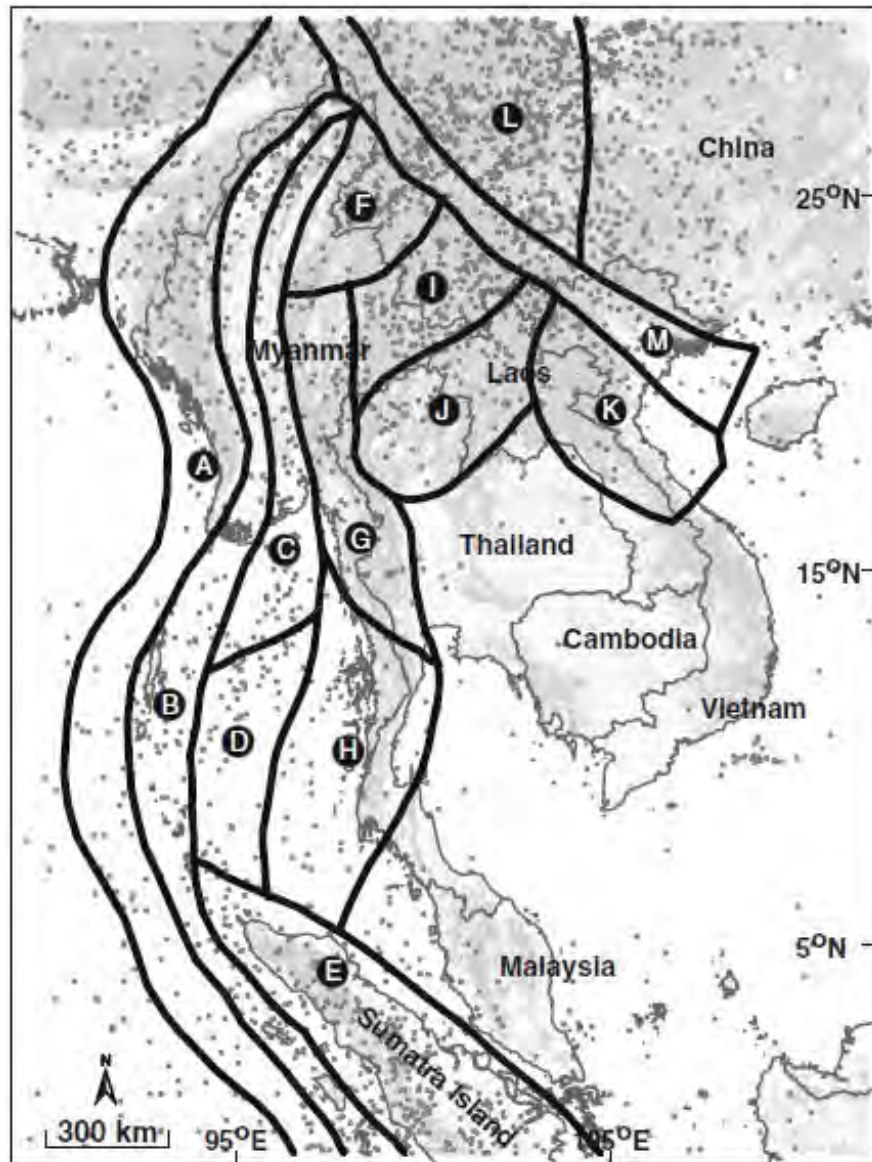 L
China
25°N
F
I
Myanmar
M
Laos
J
K
A
C
G
Thailand
15°N
Cambodia
B
Vietnam
D
H
5°N
E
Malaysia
Sumatra Island
N
300 km
95°E
105°E